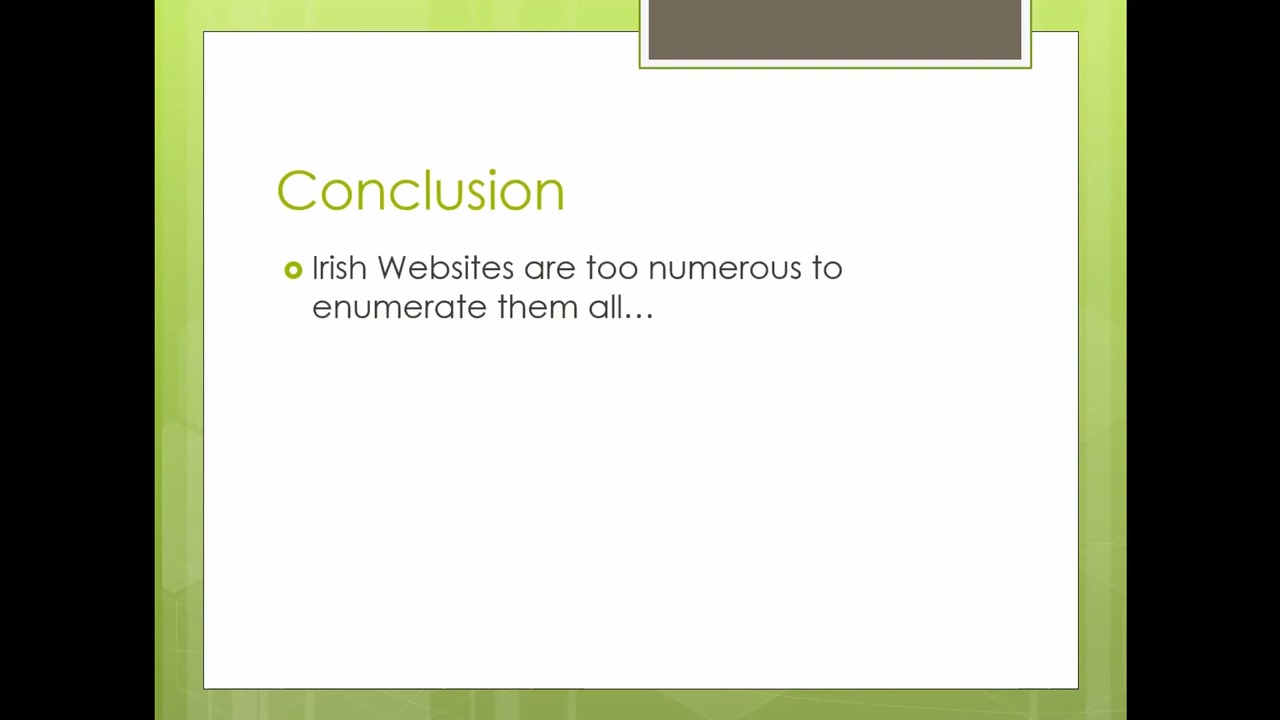 Conclusion
Irish Websites are too numerous to
enumerate them all…